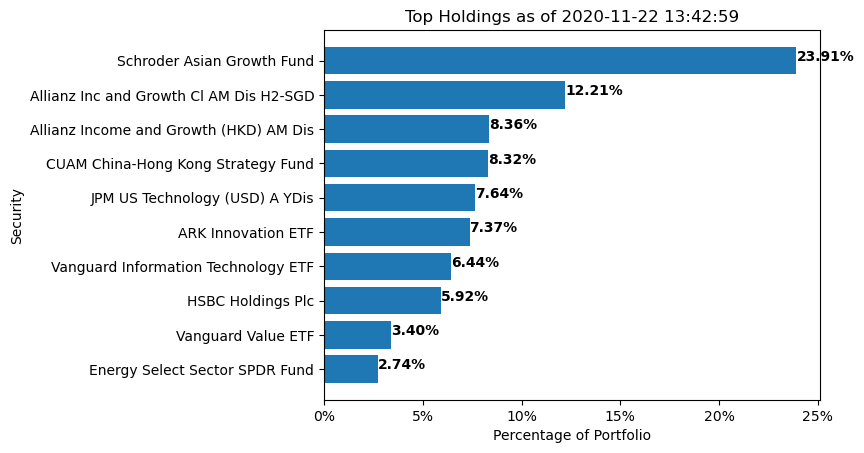 Top Holdings as of 2020-11-22 13:42:59
Security
Schroder Asian Growth Fund 23.91%
Allianz Inc and Growth Cl AM Dis H2-SGD 12.21%
Allianz Income and Growth (HKD) AM Dis 8.36%
CUAM China-Hong Kong Strategy Fund 8.32%
JPM US Technology (USD) A YDis 7.64%
ARK Innovation ETF 7.37%
Vanguard Information Technology ETF 6.44%
HSBC Holdings Plc 5.92%
Vanguard Value ETF 3.40%
Energy Select Sector SPDR Fund 2.74%
0% 5% 10% 15% 20% 25%
Percentage of Portfolio